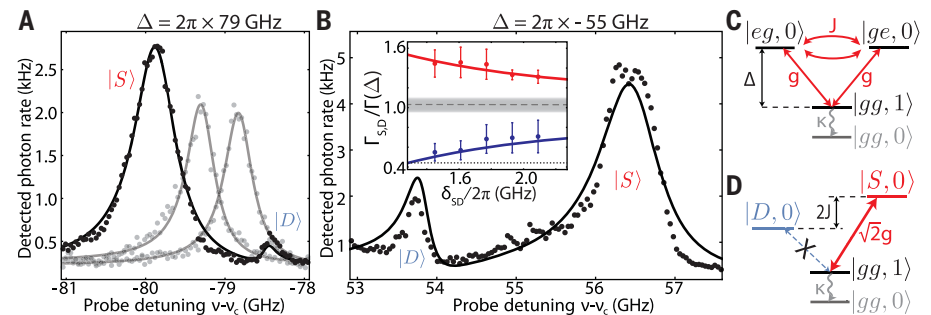 A
Δ = 2π × 79 GHz
Detected photon rate (kHz)
2.5
2.0
1.5
1.0
0.5
|S⟩
|D⟩
-81
-80
-79
-78
Probe detuning ν-ν_c (GHz)
B
Δ = 2π × - 55 GHz
Detected photon rate (kHz)
5
4
3
2
1
|D⟩
|S⟩
53
54
55
56
57
Probe detuning ν-ν_c (GHz)
Γ_S,D/Γ(Δ)
1.6
1.0
0.4
1.6
2.0
δ_SD/2π (GHz)
C
|eg, 0⟩
J
|ge, 0⟩
Δ
g
g
|gg, 1⟩
κ
|gg, 0⟩
D
|S, 0⟩
|D, 0⟩
2J
√2g
X
|gg, 1⟩
κ
|gg, 0⟩